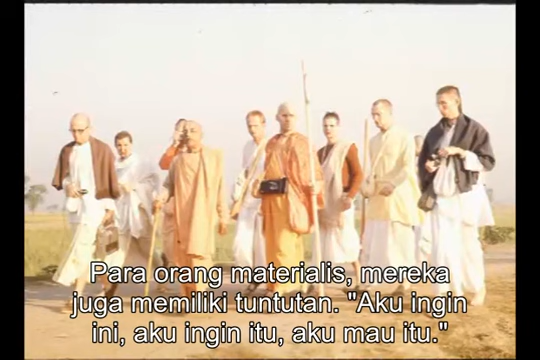 Para orang materialis, mereka
juga memiliki tuntutan. "Aku ingin
ini, aku ingin itu, aku mau itu."